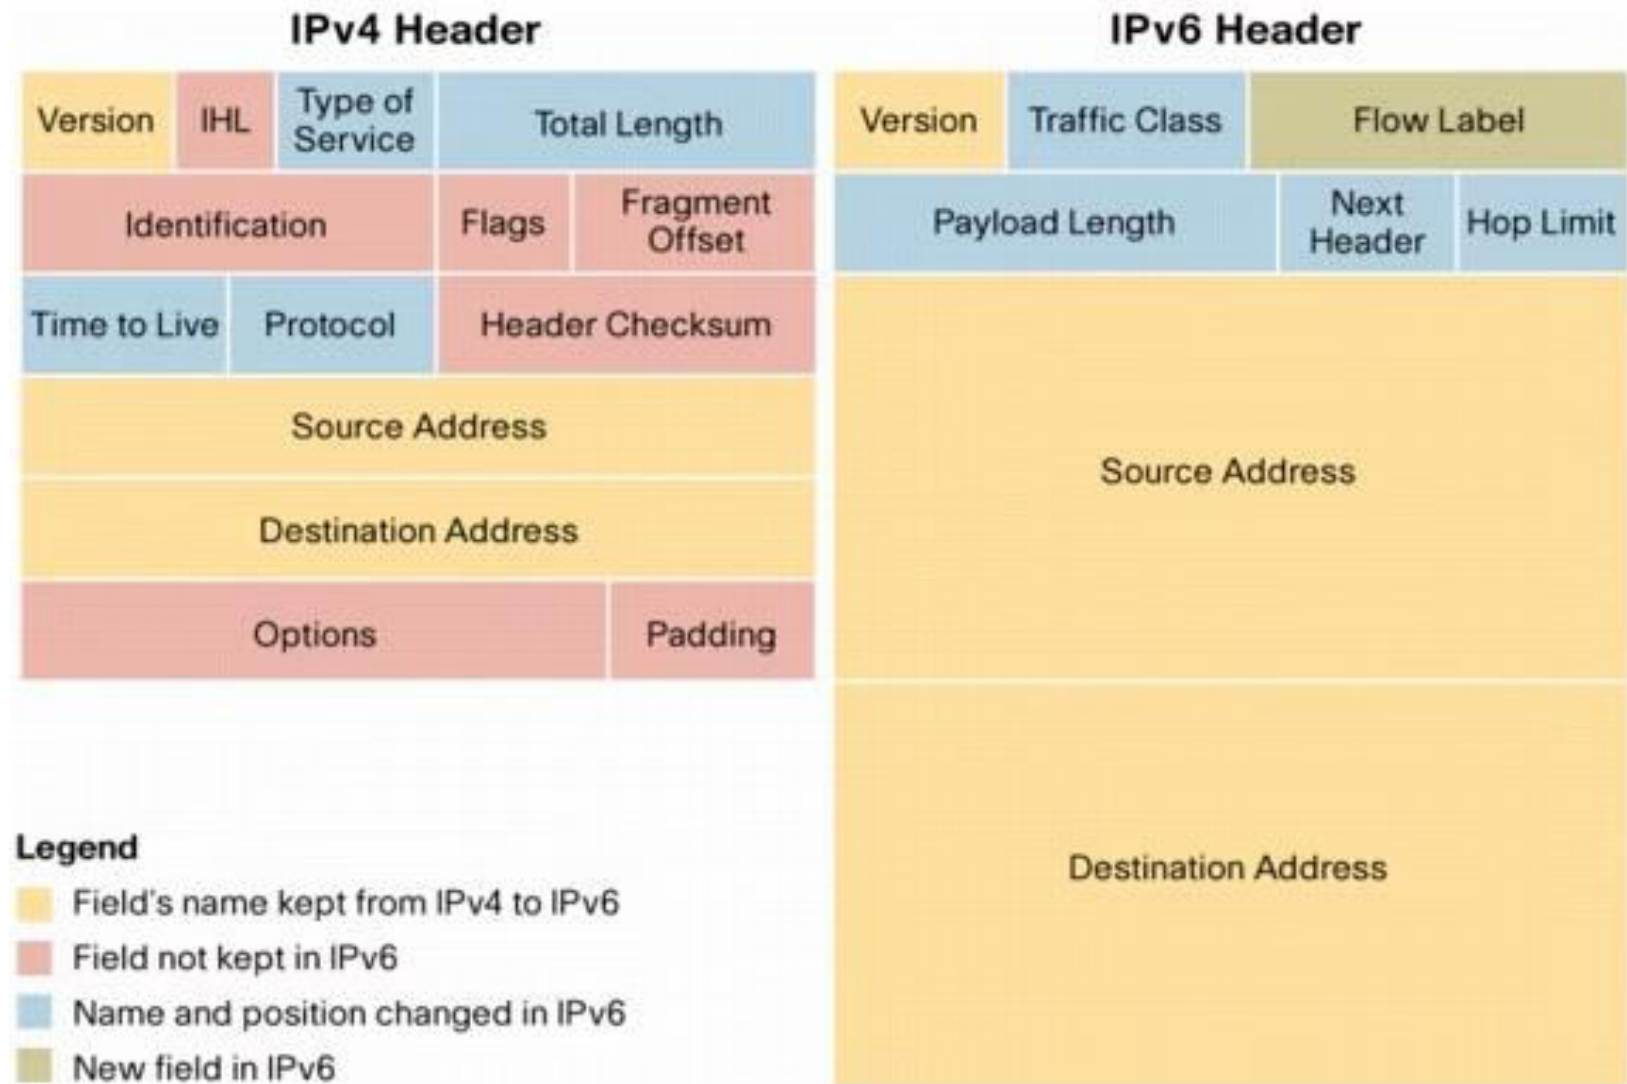 IPv4 Header
Version
IHL
Type of
Service
Total Length
Identification
Flags
Fragment
Offset
Time to Live
Protocol
Header Checksum
Source Address
Destination Address
Options
Padding
IPv6 Header
Version
Traffic Class
Flow Label
Payload Length
Next
Header
Hop Limit
Source Address
Destination Address
Legend
Field's name kept from IPv4 to IPv6
Field not kept in IPv6
Name and position changed in IPv6
New field in IPv6